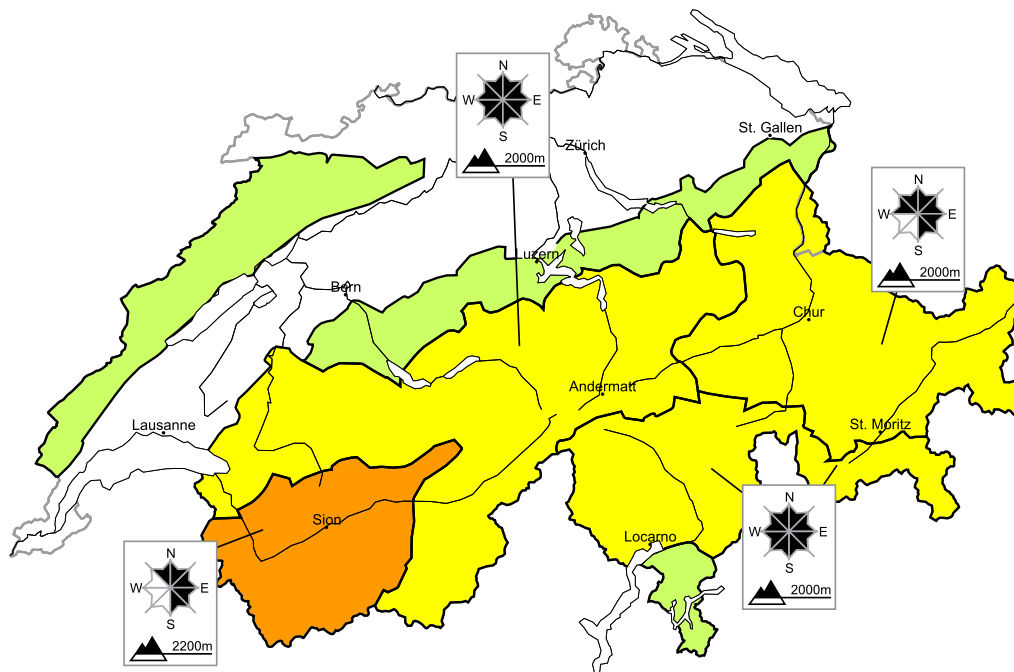 N
W E
S
2000m
Zürich
St. Gallen
N
W E
S
2000m
Luzern
Bern
Chur
Andermatt
Lausanne
St. Moritz
N
W E
S
2000m
Sion
Locarno
N
W E
S
2200m